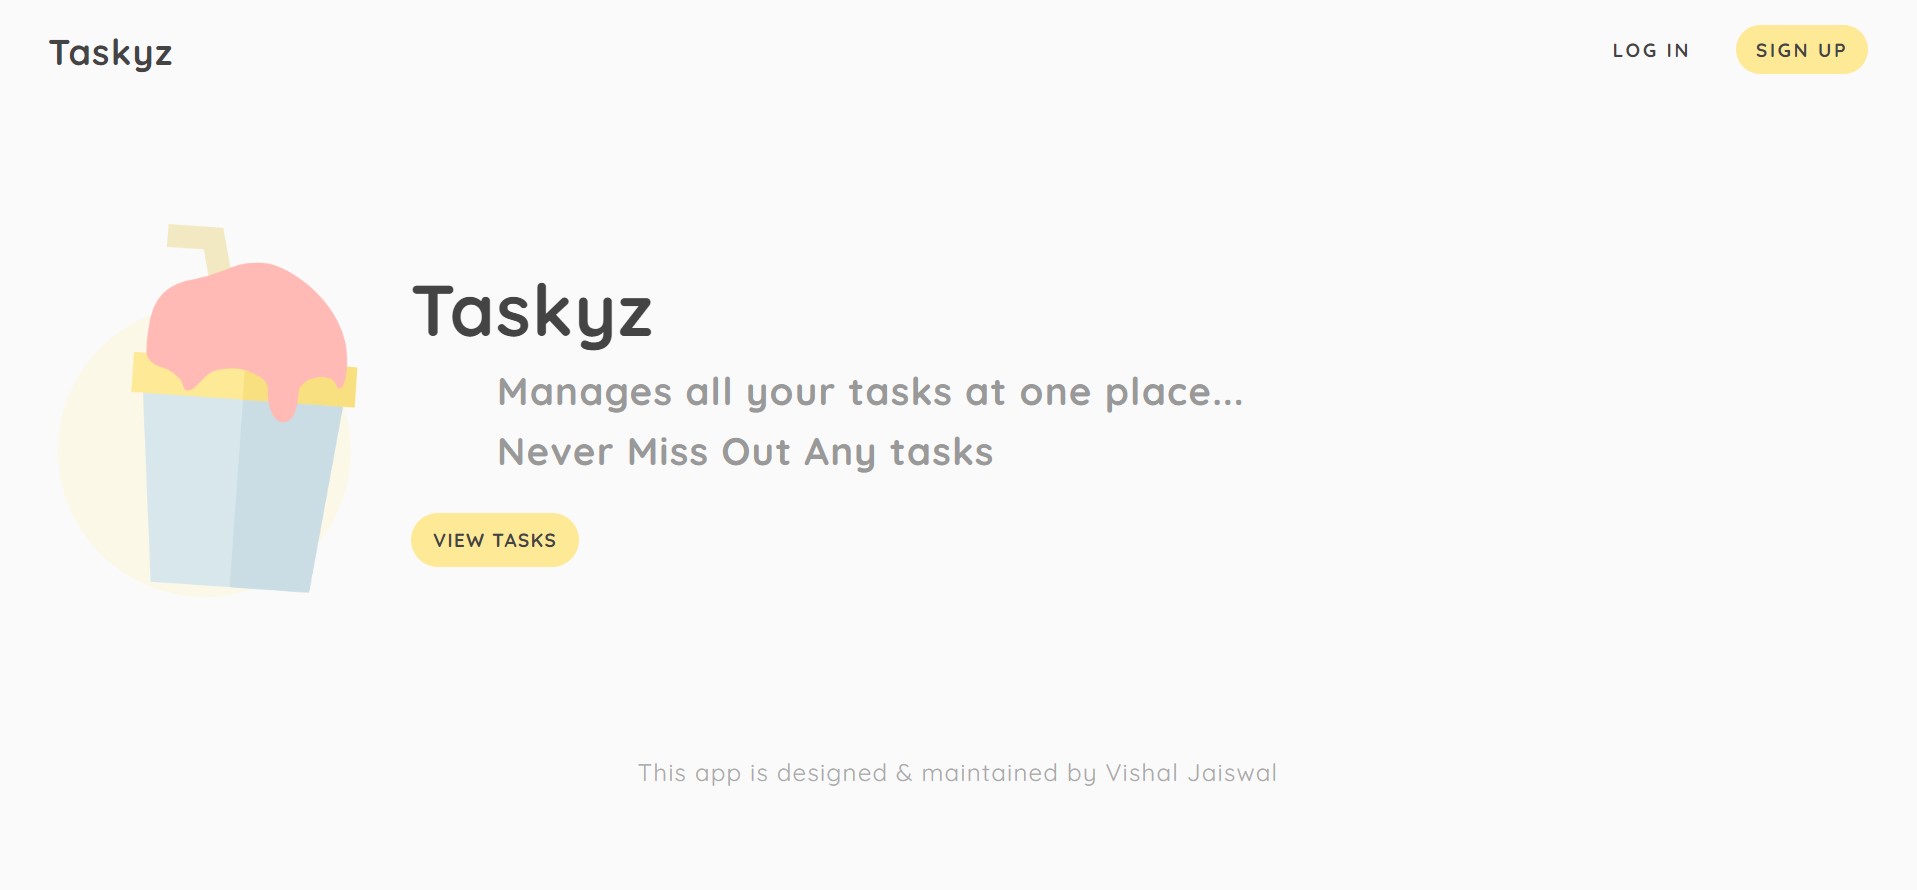 Taskyz
LOG IN
SIGN UP
Taskyz
Manages all your tasks at one place...
Never Miss Out Any tasks
VIEW TASKS
This app is designed & maintained by Vishal Jaiswal